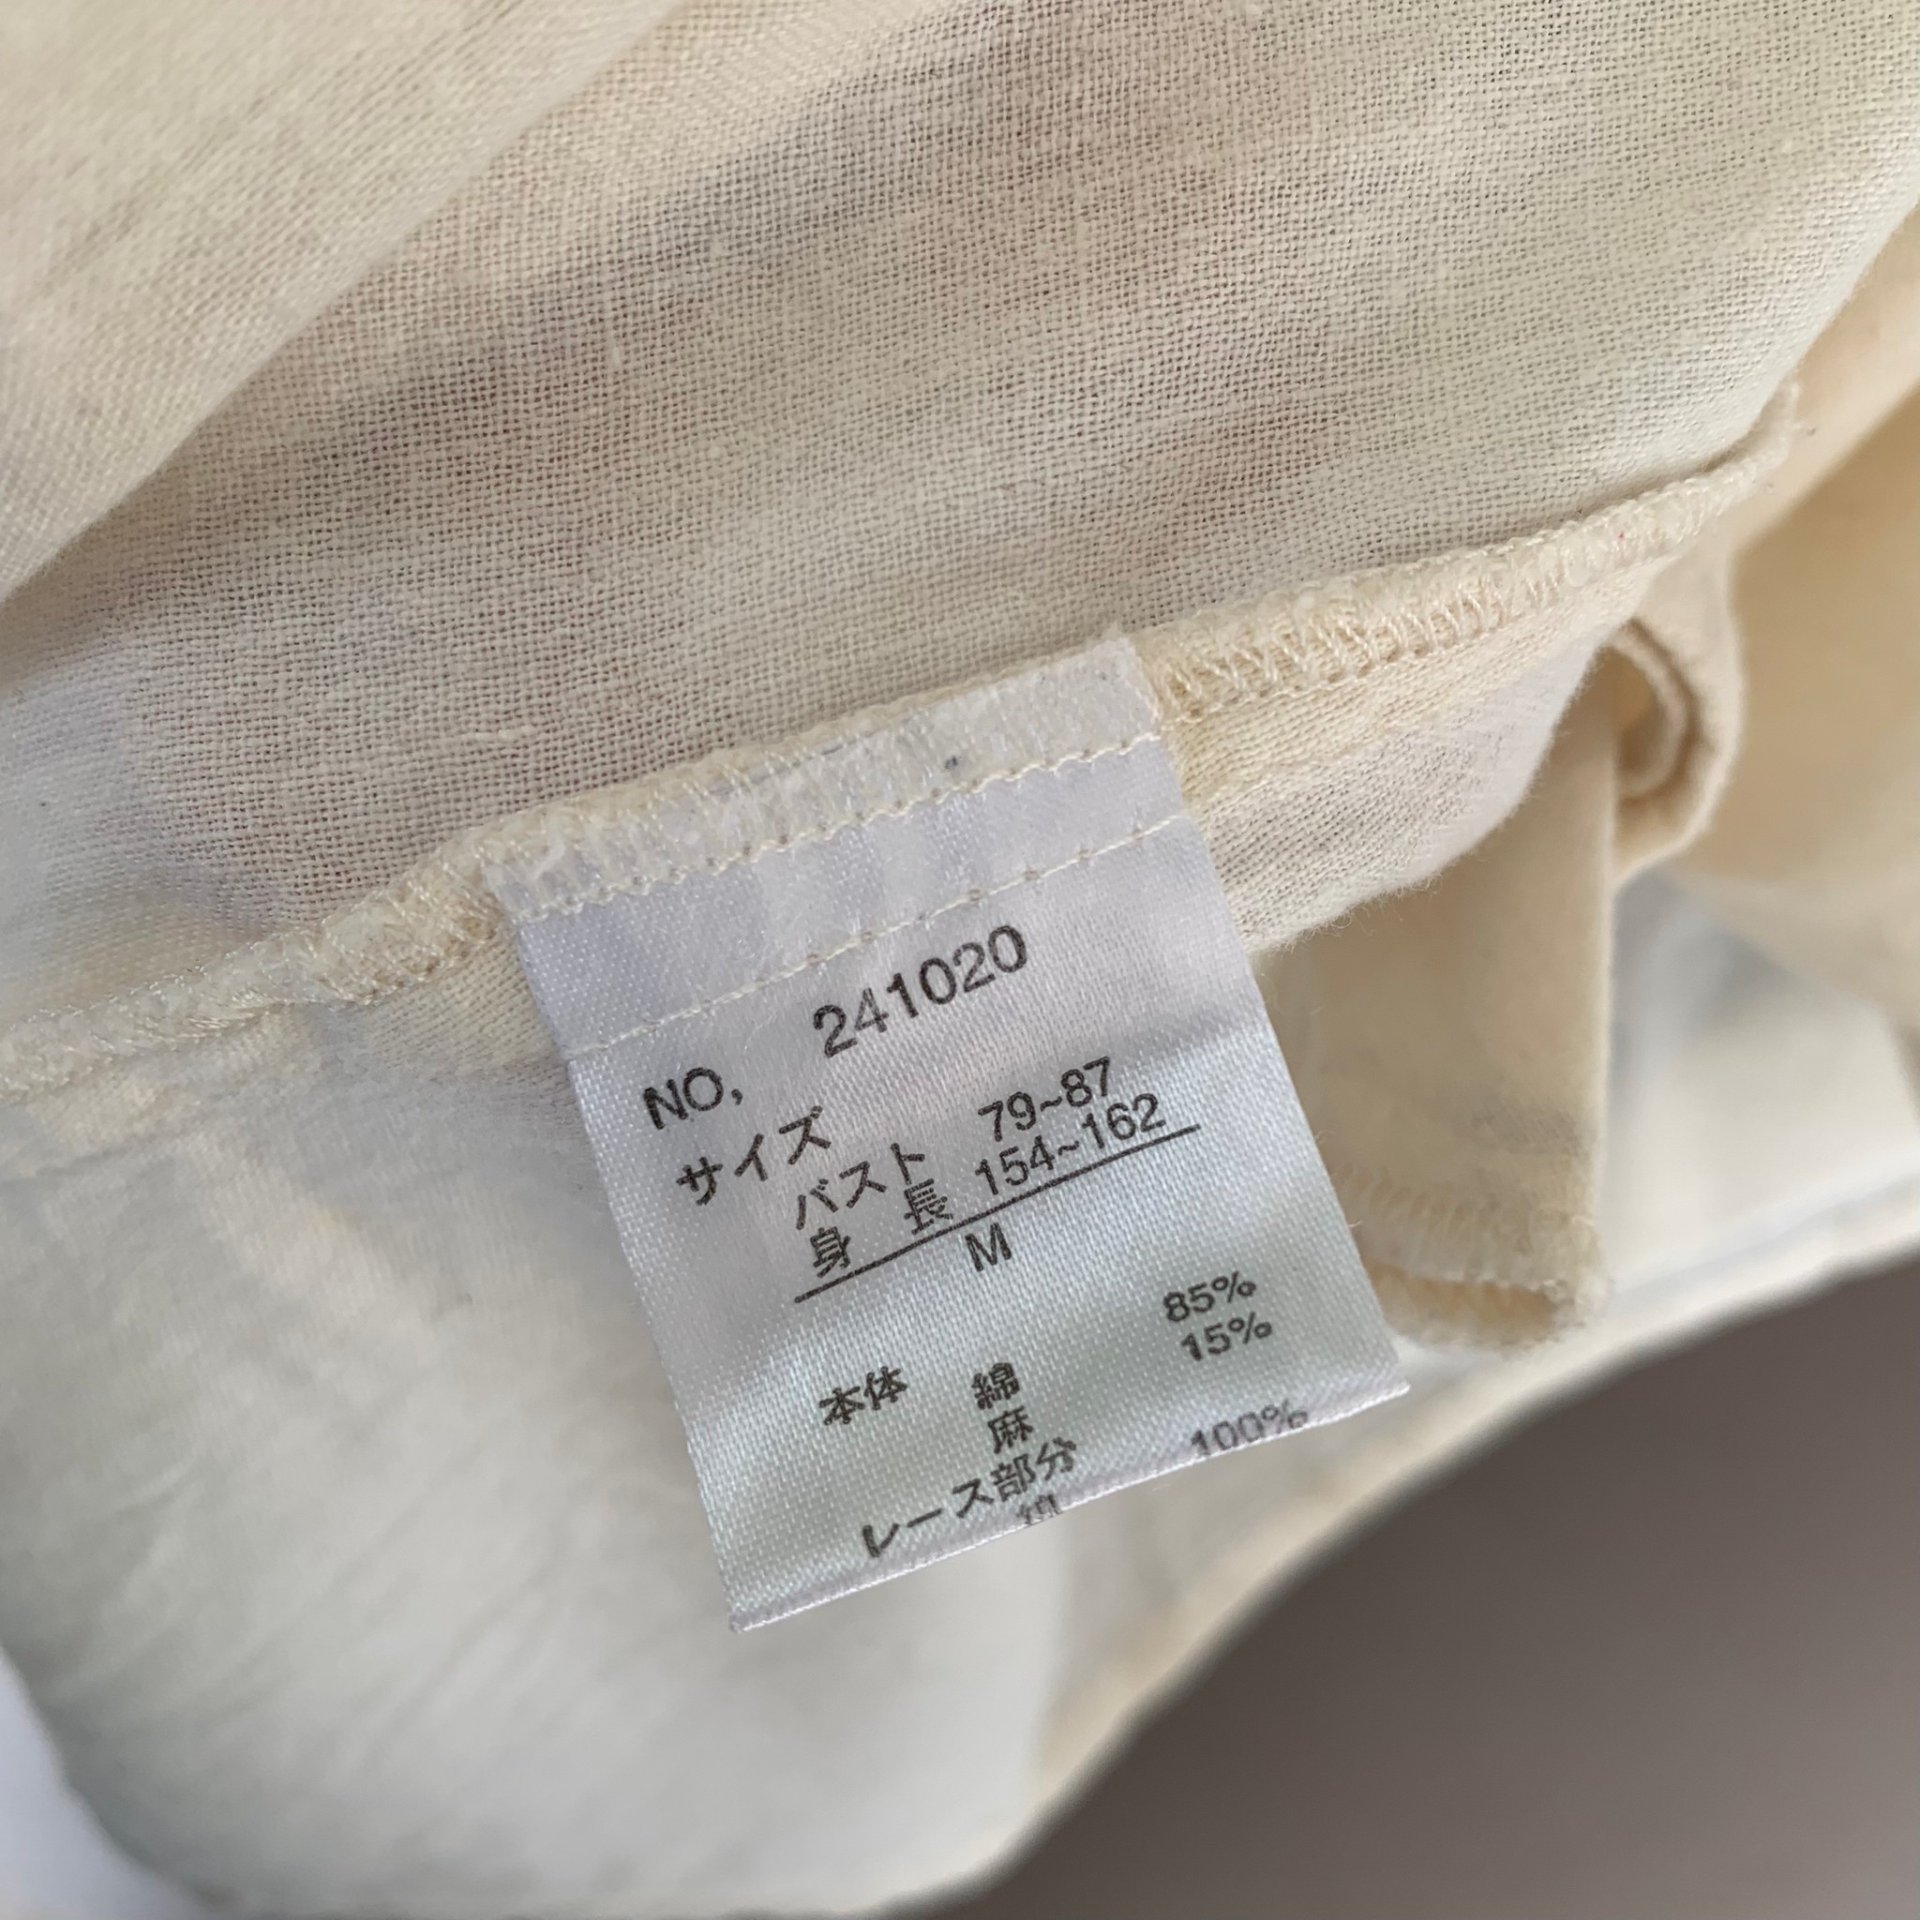 NO, 241020
サイズ
バスト 79~87
身 長 154~162
M
本体 綿 85%
麻 15%
レース部分
100%